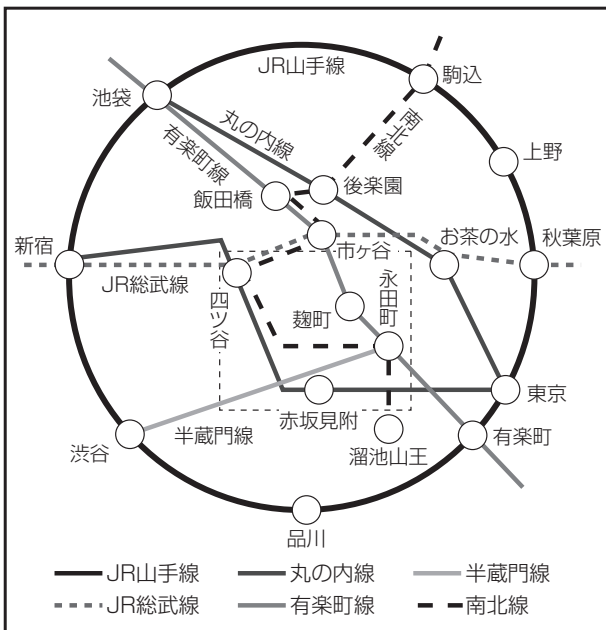 JR山手線
駒込
池袋
丸の内線
南北線
有楽町線
上野
飯田橋
後楽園
新宿
市ヶ谷
お茶の水
秋葉原
JR総武線
四ツ谷
麹町
永田町
赤坂見附
東京
半蔵門線
渋谷
溜池山王
有楽町
品川
JR山手線
丸の内線
半蔵門線
JR総武線
有楽町線
南北線